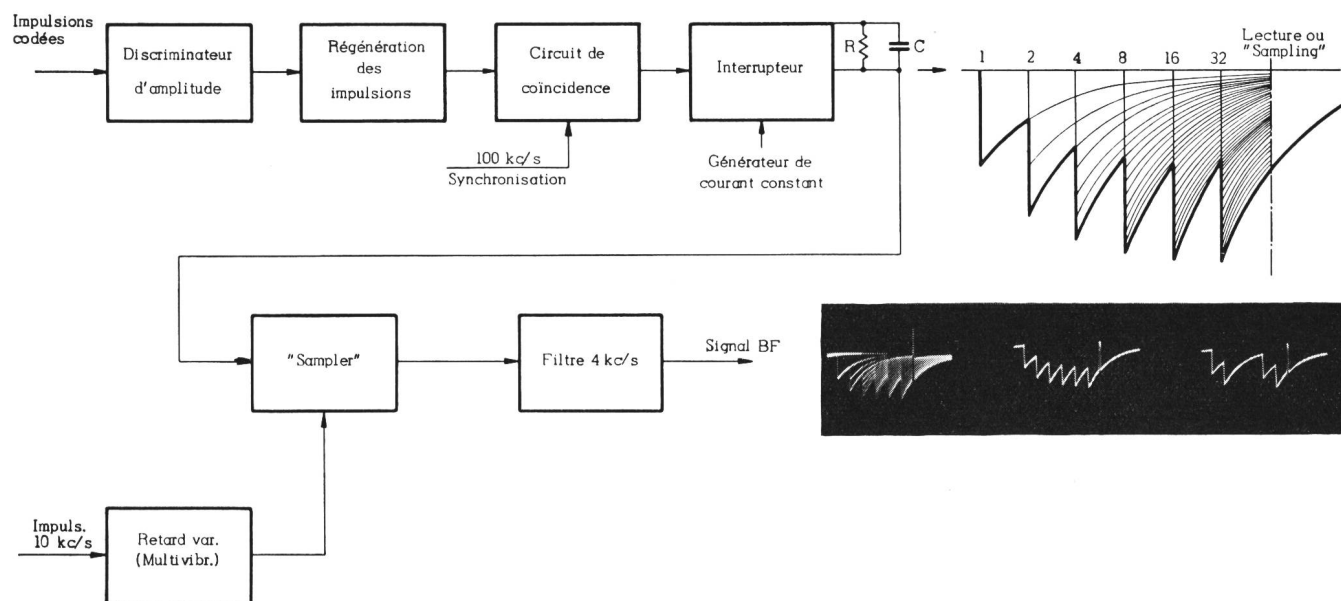 Impulsions
codées
Discriminateur
d'amplitude
Régénération
des
impulsions
Circuit de
coïncidence
Interrupteur
R
C
100 kc/s
Synchronisation
Générateur de
courant constant
Lecture ou
"Sampling"
1 2 4 8 16 32
"Sampler"
Filtre 4 kc/s
Signal BF
Impuls.
10 kc/s
Retard var.
(Multivibr.)